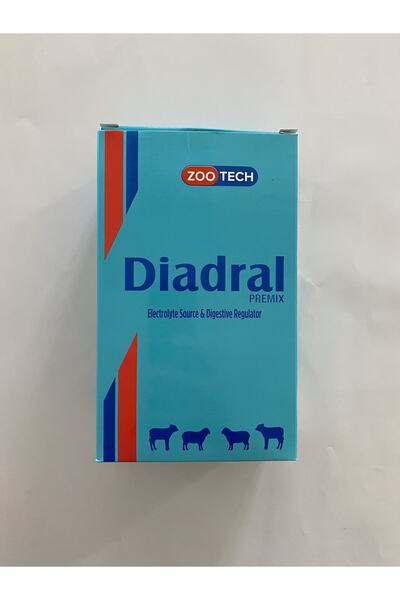 ZOO TECH
Diadral
PREMIX
Electrolyte Source & Digestive Regulator